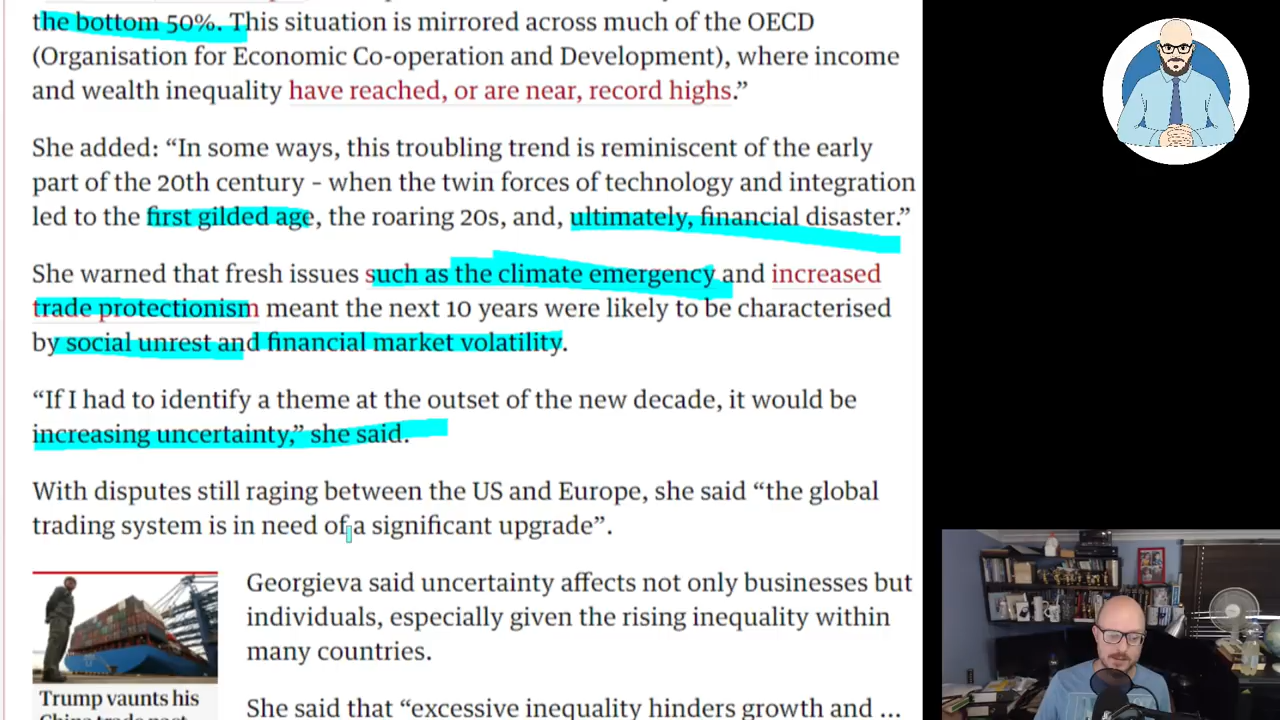 the bottom 50%. This situation is mirrored across much of the OECD
(Organisation for Economic Co-operation and Development), where income
and wealth inequality have reached, or are near, record highs.”
She added: “In some ways, this troubling trend is reminiscent of the early
part of the 20th century – when the twin forces of technology and integration
led to the first gilded age, the roaring 20s, and, ultimately, financial disaster.”
She warned that fresh issues such as the climate emergency and increased
trade protectionism meant the next 10 years were likely to be characterised
by social unrest and financial market volatility.
“If I had to identify a theme at the outset of the new decade, it would be
increasing uncertainty,” she said.
With disputes still raging between the US and Europe, she said “the global
trading system is in need of a significant upgrade”.
Georgieva said uncertainty affects not only businesses but
individuals, especially given the rising inequality within
many countries.
She said that “excessive inequality hinders growth and ...
Trump vaunts his